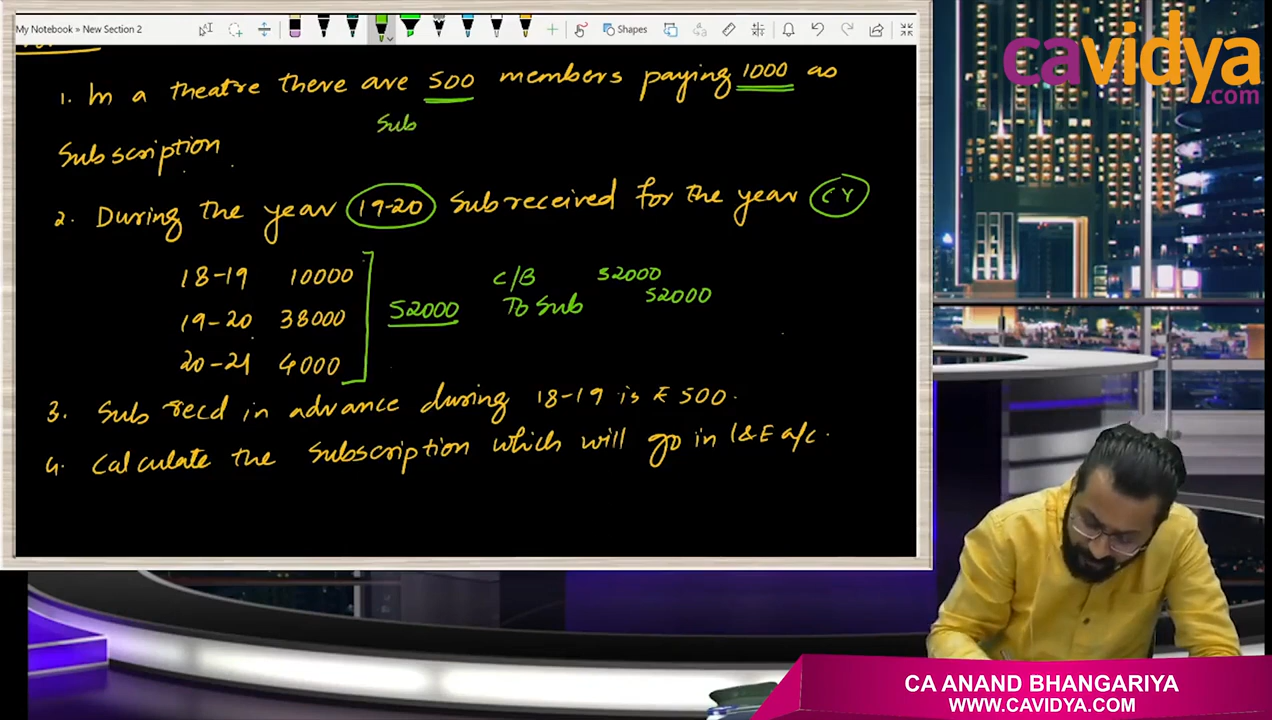 My Notebook » New Section 2
Shapes
cavidya
.com
1. In a theatre there are 500 members paying 1000 as
Sub
Subscription.
2. During the year 19-20 Sub received for the year CY
18-19 10000
19-20 38000
20-21 4000
52000
C/B 52000
To Sub 52000
3. Sub recd in advance during 18-19 is ₹ 500.
4. Calculate the Subscription which will go in I&E a/c.
CA ANAND BHANGARIYA
WWW.CAVIDYA.COM